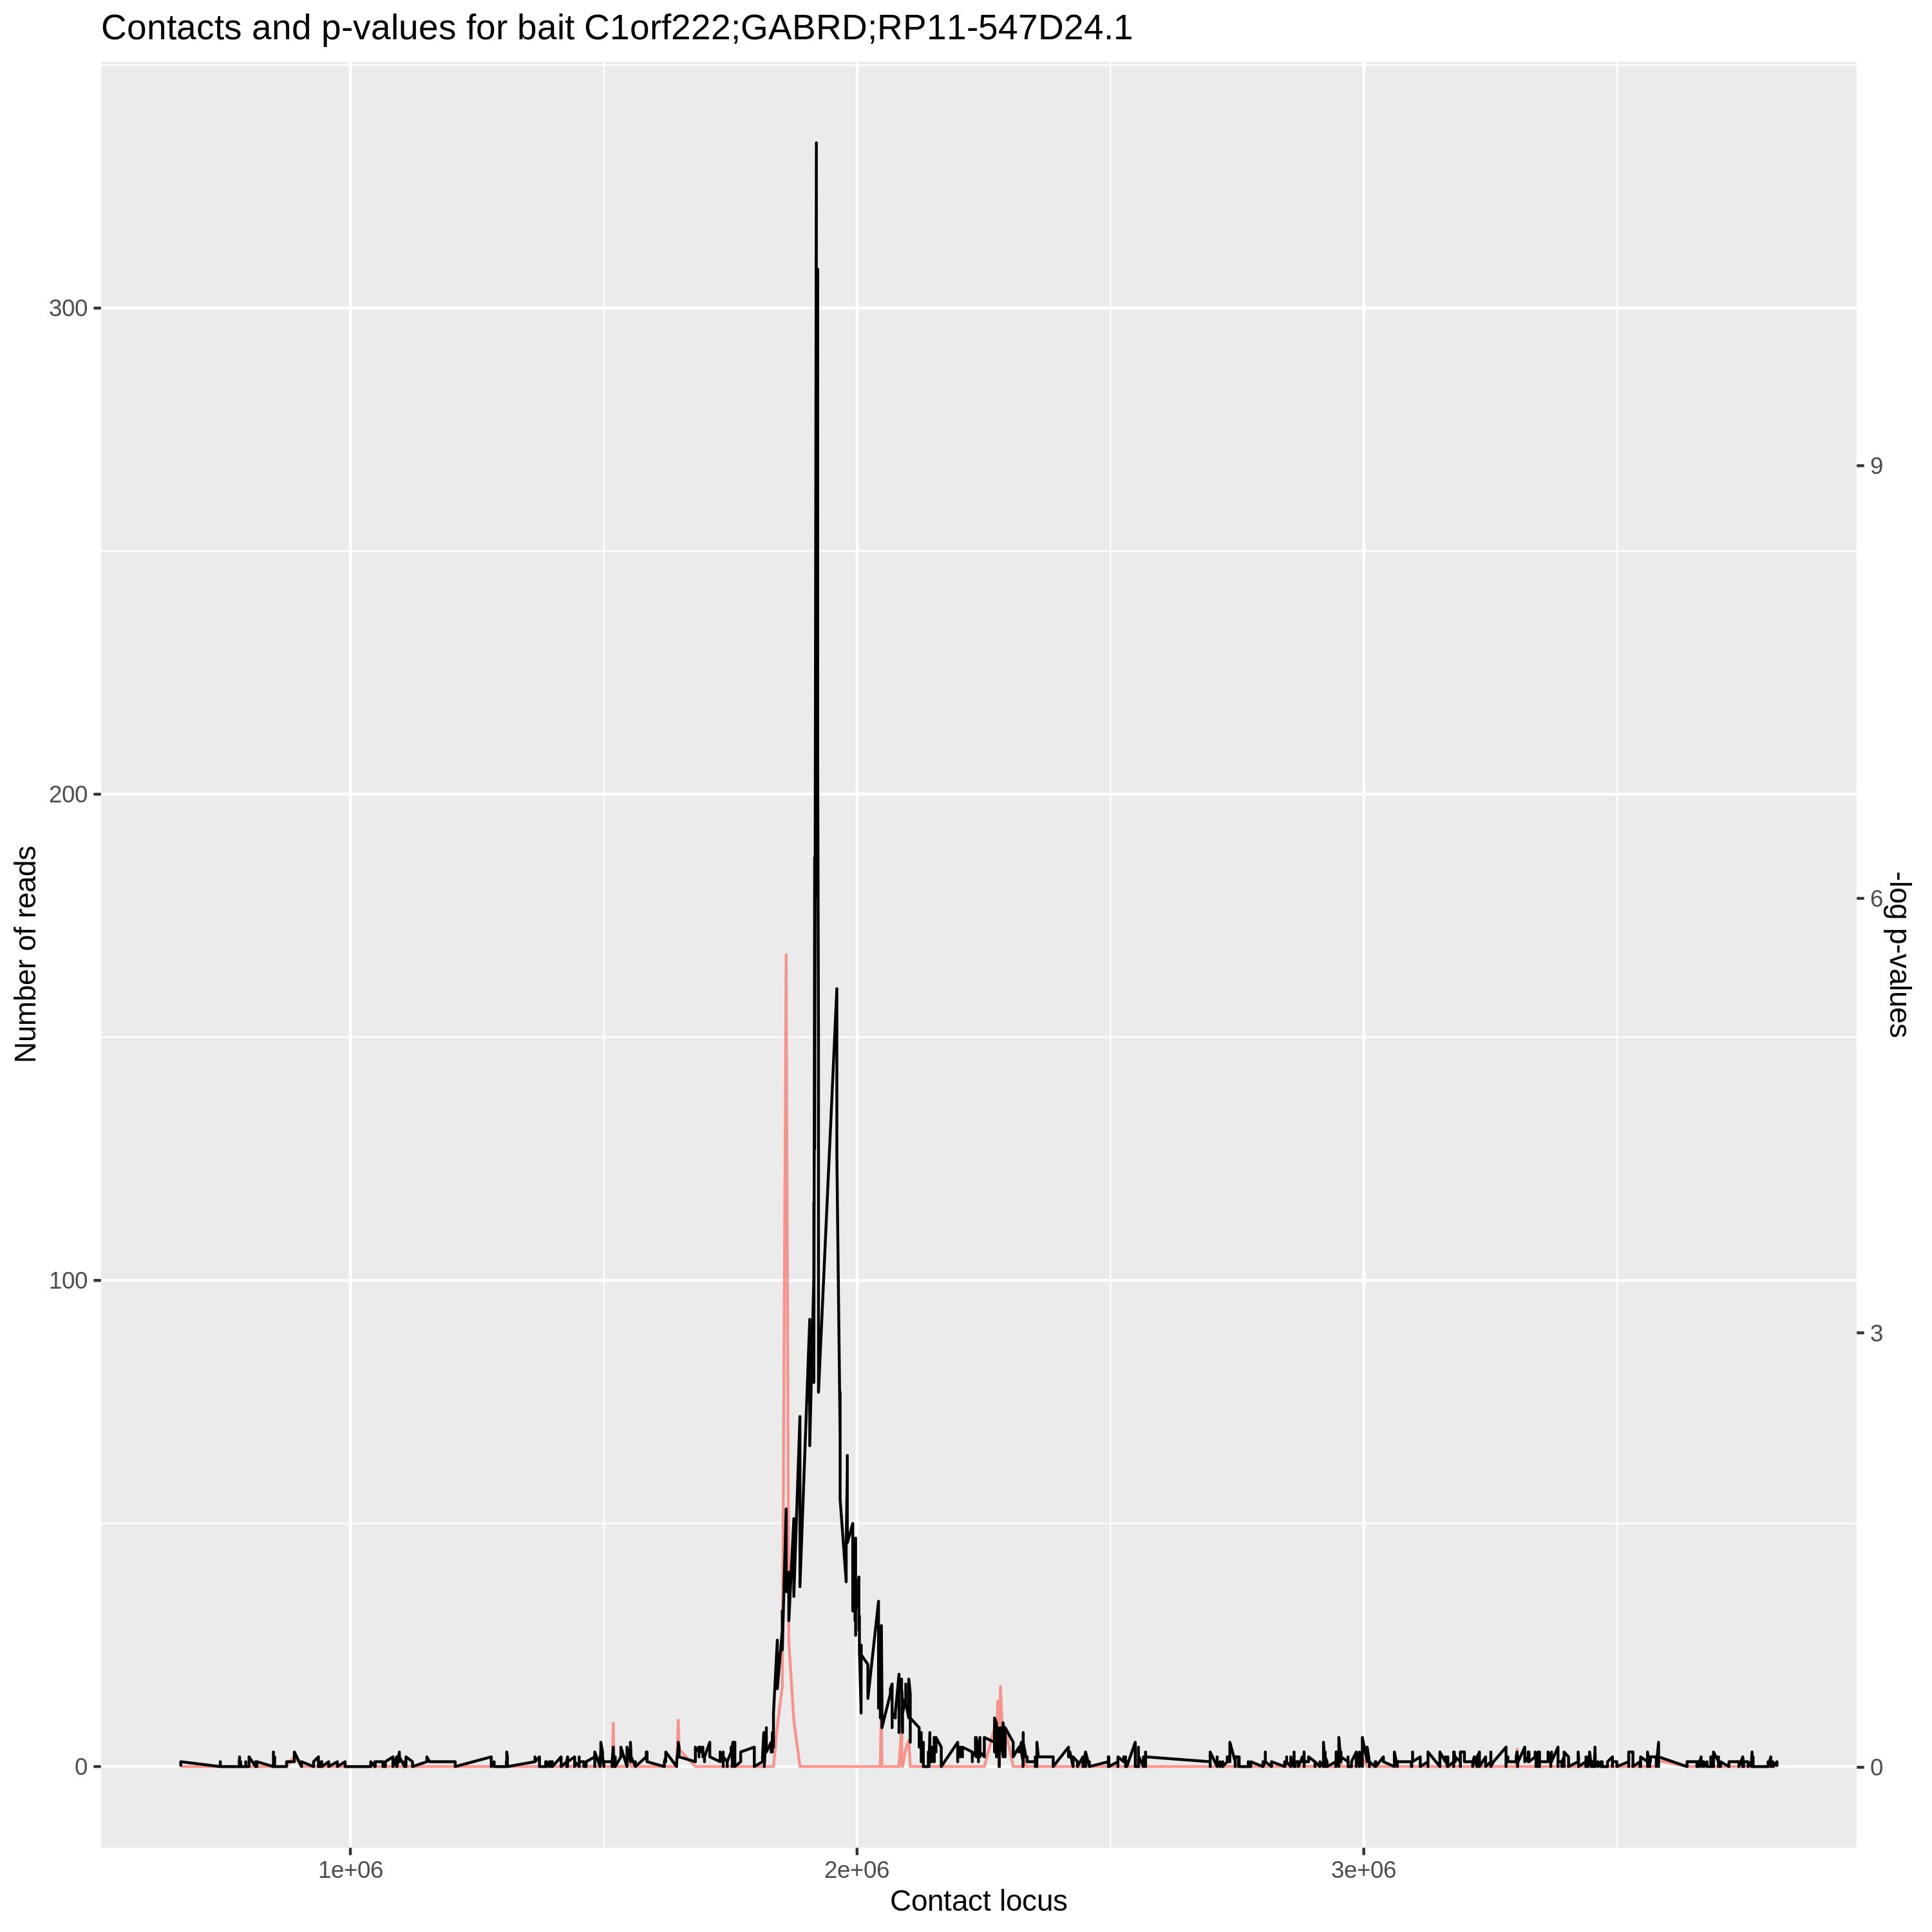 Contacts and p-values for bait C1orf222;GABRD;RP11-547D24.1
300
200
100
0
Number of reads
9
6
3
0
-log p-values
1e+06
2e+06
3e+06
Contact locus